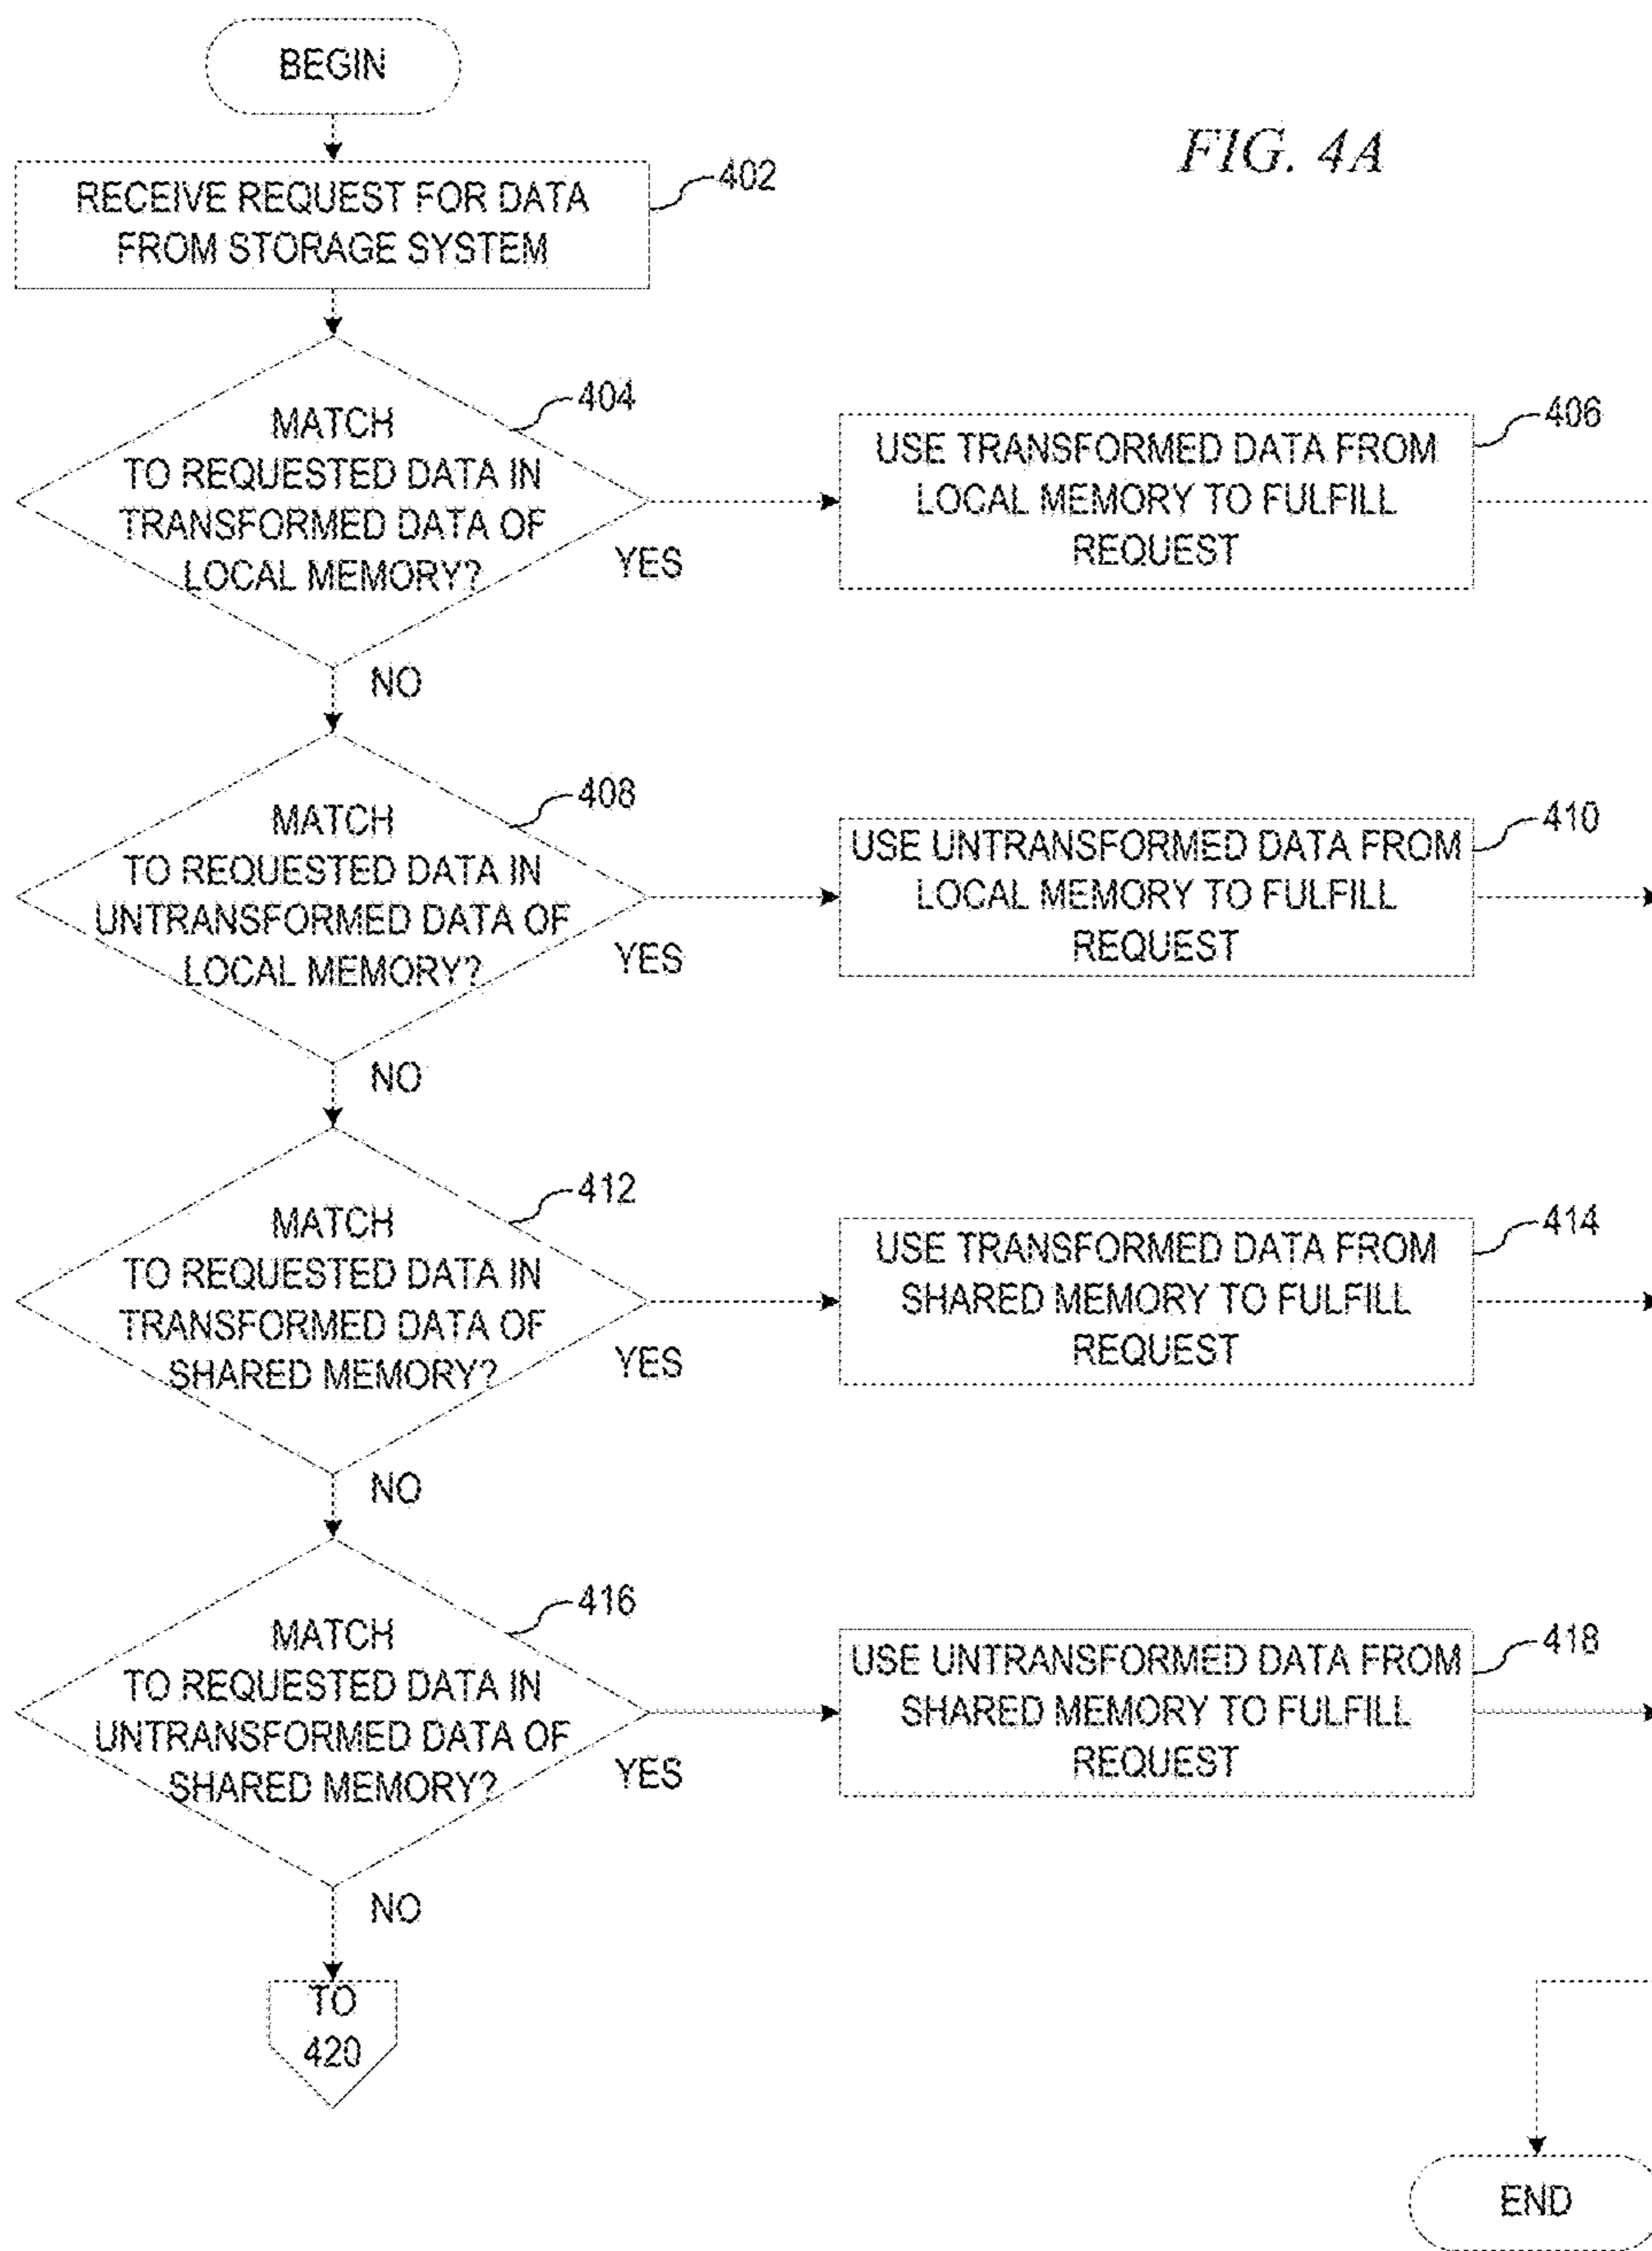 BEGIN
FIG. 4A
RECEIVE REQUEST FOR DATA
FROM STORAGE SYSTEM
402
MATCH
TO REQUESTED DATA IN
TRANSFORMED DATA OF
LOCAL MEMORY?
404
YES
NO
USE TRANSFORMED DATA FROM
LOCAL MEMORY TO FULFILL
REQUEST
406
MATCH
TO REQUESTED DATA IN
UNTRANSFORMED DATA OF
LOCAL MEMORY?
408
YES
NO
USE UNTRANSFORMED DATA FROM
LOCAL MEMORY TO FULFILL
REQUEST
410
MATCH
TO REQUESTED DATA IN
TRANSFORMED DATA OF
SHARED MEMORY?
412
YES
NO
USE TRANSFORMED DATA FROM
SHARED MEMORY TO FULFILL
REQUEST
414
MATCH
TO REQUESTED DATA IN
UNTRANSFORMED DATA OF
SHARED MEMORY?
416
YES
NO
USE UNTRANSFORMED DATA FROM
SHARED MEMORY TO FULFILL
REQUEST
418
TO
420
END